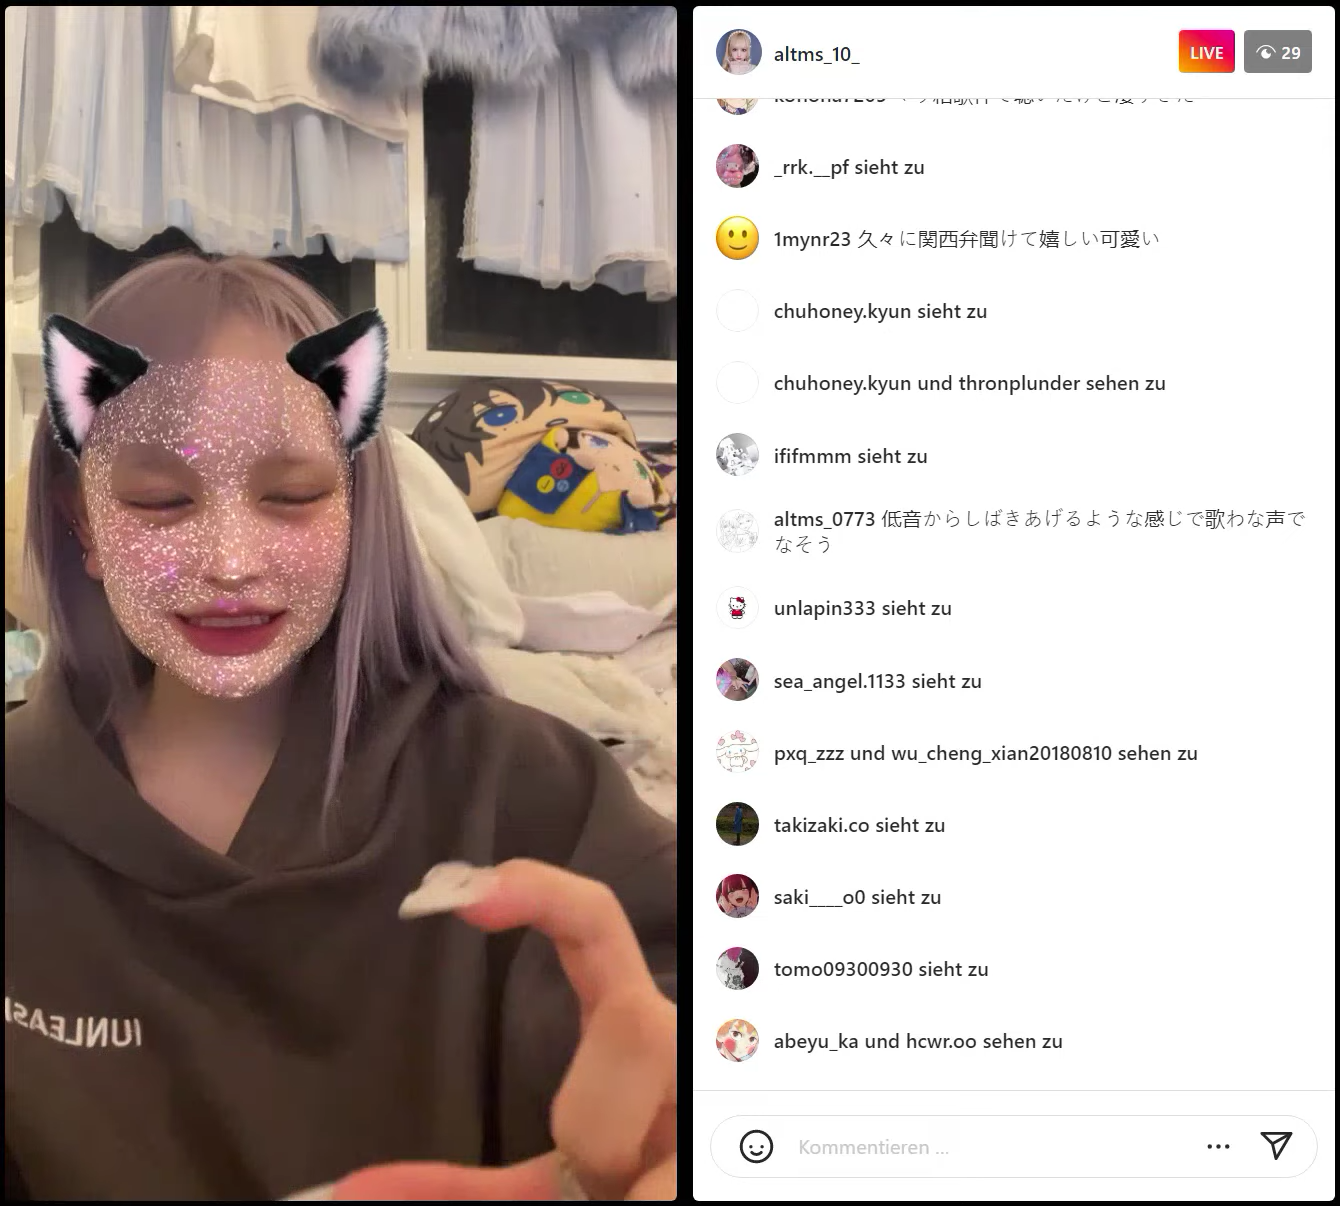 altms_10_
LIVE
29
_rrk.__pf sieht zu
1mynr23 久々に関西弁聞けて嬉しい可愛い
chuhoney.kyun sieht zu
chuhoney.kyun und thronplunder sehen zu
ififmmm sieht zu
altms_0773 低音からしばきあげるような感じで歌わな声で
なそう
unlapin333 sieht zu
sea_angel.1133 sieht zu
pxq_zzz und wu_cheng_xian20180810 sehen zu
takizaki.co sieht zu
saki____o0 sieht zu
tomo09300930 sieht zu
abeyu_ka und hcwr.oo sehen zu
Kommentieren ...